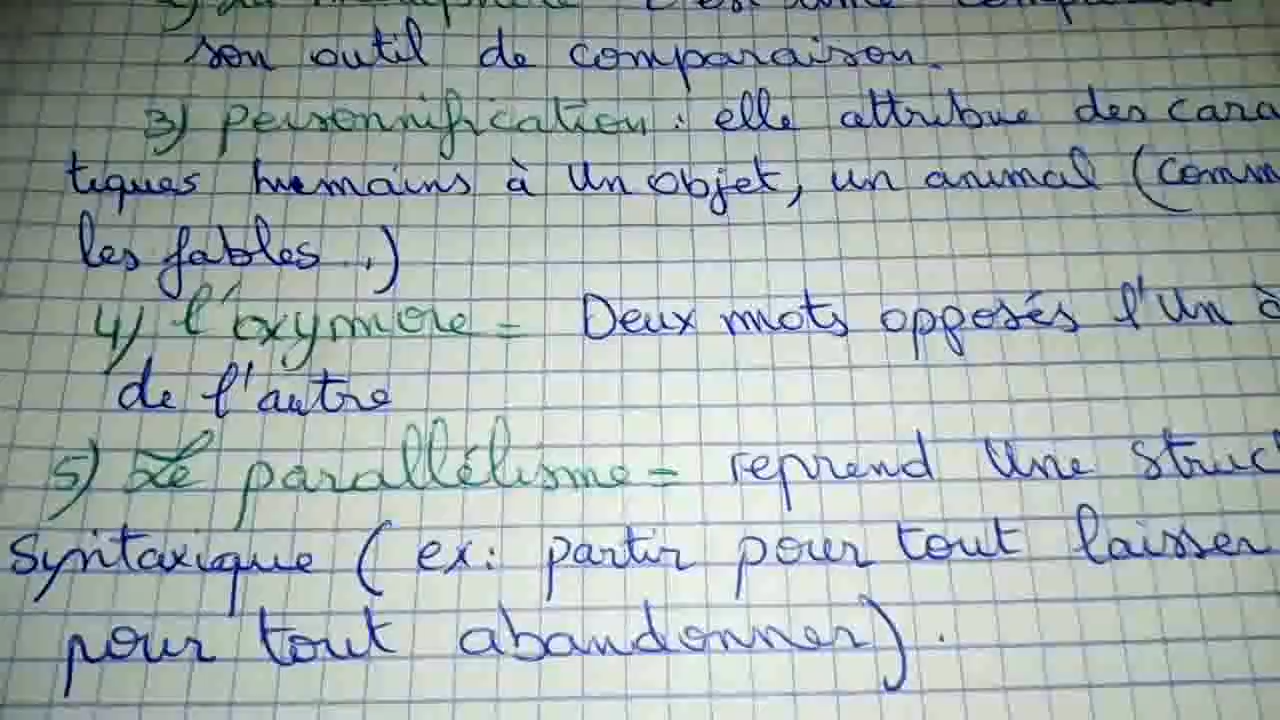 son outil de comparaison.
3) personnification : elle attribue des cara
tiques humains à un objet, un animal (comm
les fables..)
4) l'oxymore = Deux mots opposés l'un à
de l'autre
5) Le parallélisme = reprend une struct
syntaxique (ex: partir pour tout laisser
pour tout abandonner).